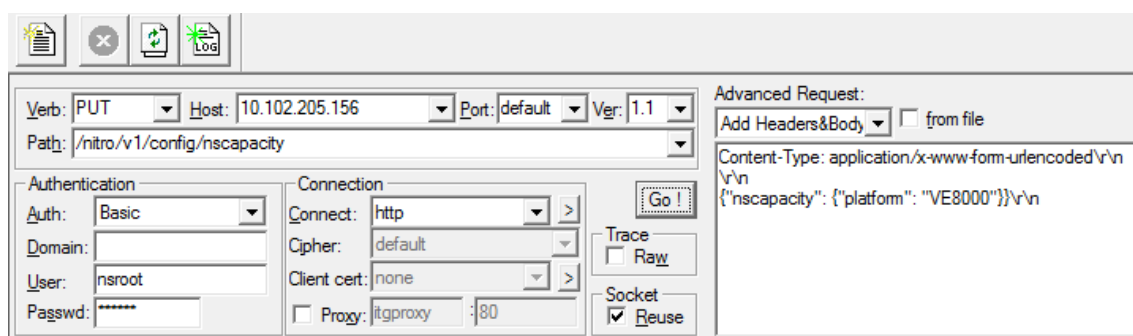 LOG
Verb: PUT Host: 10.102.205.156 Port: default Ver: 1.1
Path: /nitro/v1/config/nscapacity
Authentication
Auth: Basic
Domain:
User: nsroot
Passwd: ******
Connection
Connect: http >
Cipher: default
Client cert: none >
Proxy: itgproxy : 80
Go !
Trace
Raw
Socket
Reuse
Advanced Request:
Add Headers&Body from file
Content-Type: application/x-www-form-urlencoded\r\n
\r\n
{"nscapacity": {"platform": "VE8000"}}\r\n